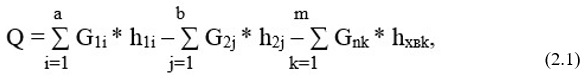 a b m
Q = ∑ G1i * h1i – ∑ G2j * h2j – ∑ Gnk * hхвk,
i=1 j=1 k=1
(2.1)